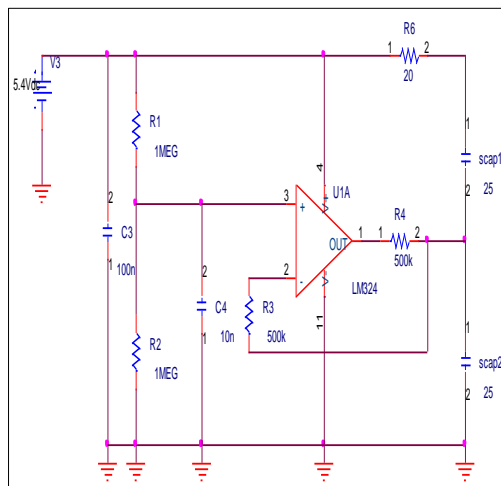 R6
1 2
20
V3
5.4Vdc
R1
1MEG
1
scap1
2
25
4
U1A
3
+
V+
2
C3
1
100n
OUT
1
R4
1 2
500k
2
-
V-
LM324
11
2
C4
1
10n
R3
500k
R2
1MEG
1
scap2
2
25